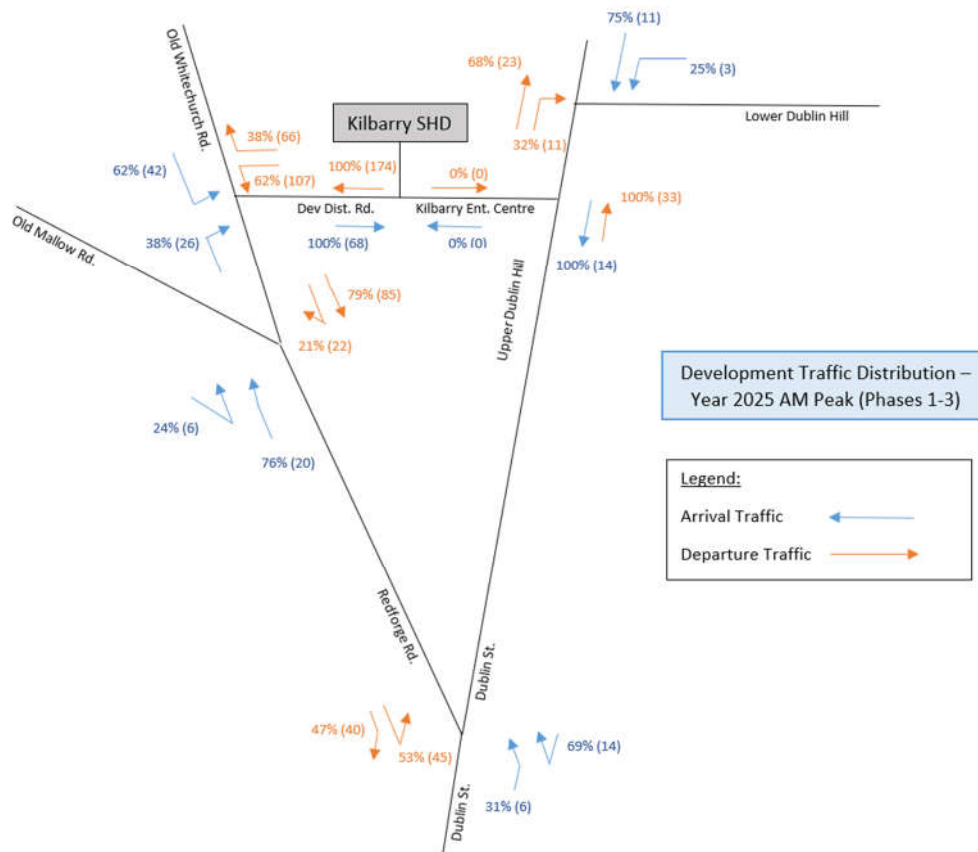 75% (11)
Old Whitechurch Rd.
68% (23)
25% (3)
Kilbarry SHD
Lower Dublin Hill
38% (66)
32% (11)
100% (174)
62% (42)
0% (0)
62% (107)
100% (33)
Dev Dist. Rd.
Kilbarry Ent. Centre
Old Mallow Rd.
38% (26)
100% (68)
0% (0)
100% (14)
79% (85)
Upper Dublin Hill
21% (22)
Development Traffic Distribution –
Year 2025 AM Peak (Phases 1-3)
24% (6)
76% (20)
Legend:
Arrival Traffic
Departure Traffic
Redforge Rd.
Dublin St.
47% (40)
53% (45)
69% (14)
31% (6)
Dublin St.